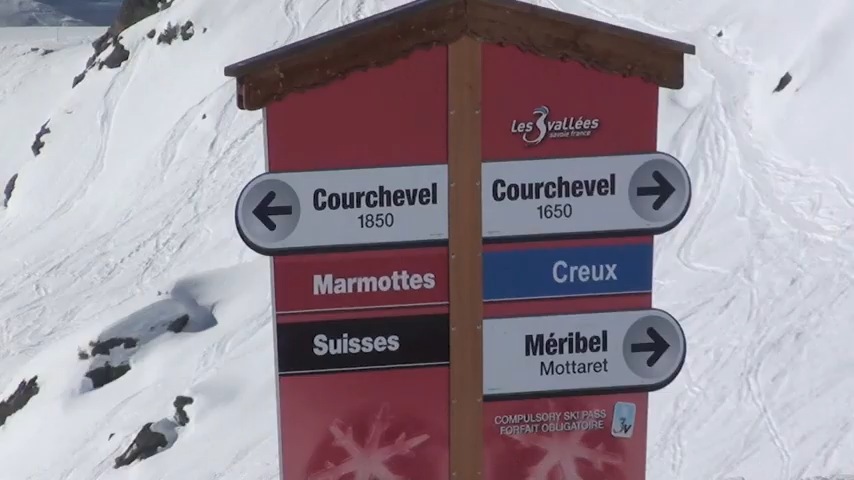 Les 3 vallées
savoie france
Courchevel
1850
Courchevel
1650
Marmottes
Creux
Suisses
Méribel
Mottaret
COMPULSORY SKI PASS
FORFAIT OBLIGATOIRE
3V